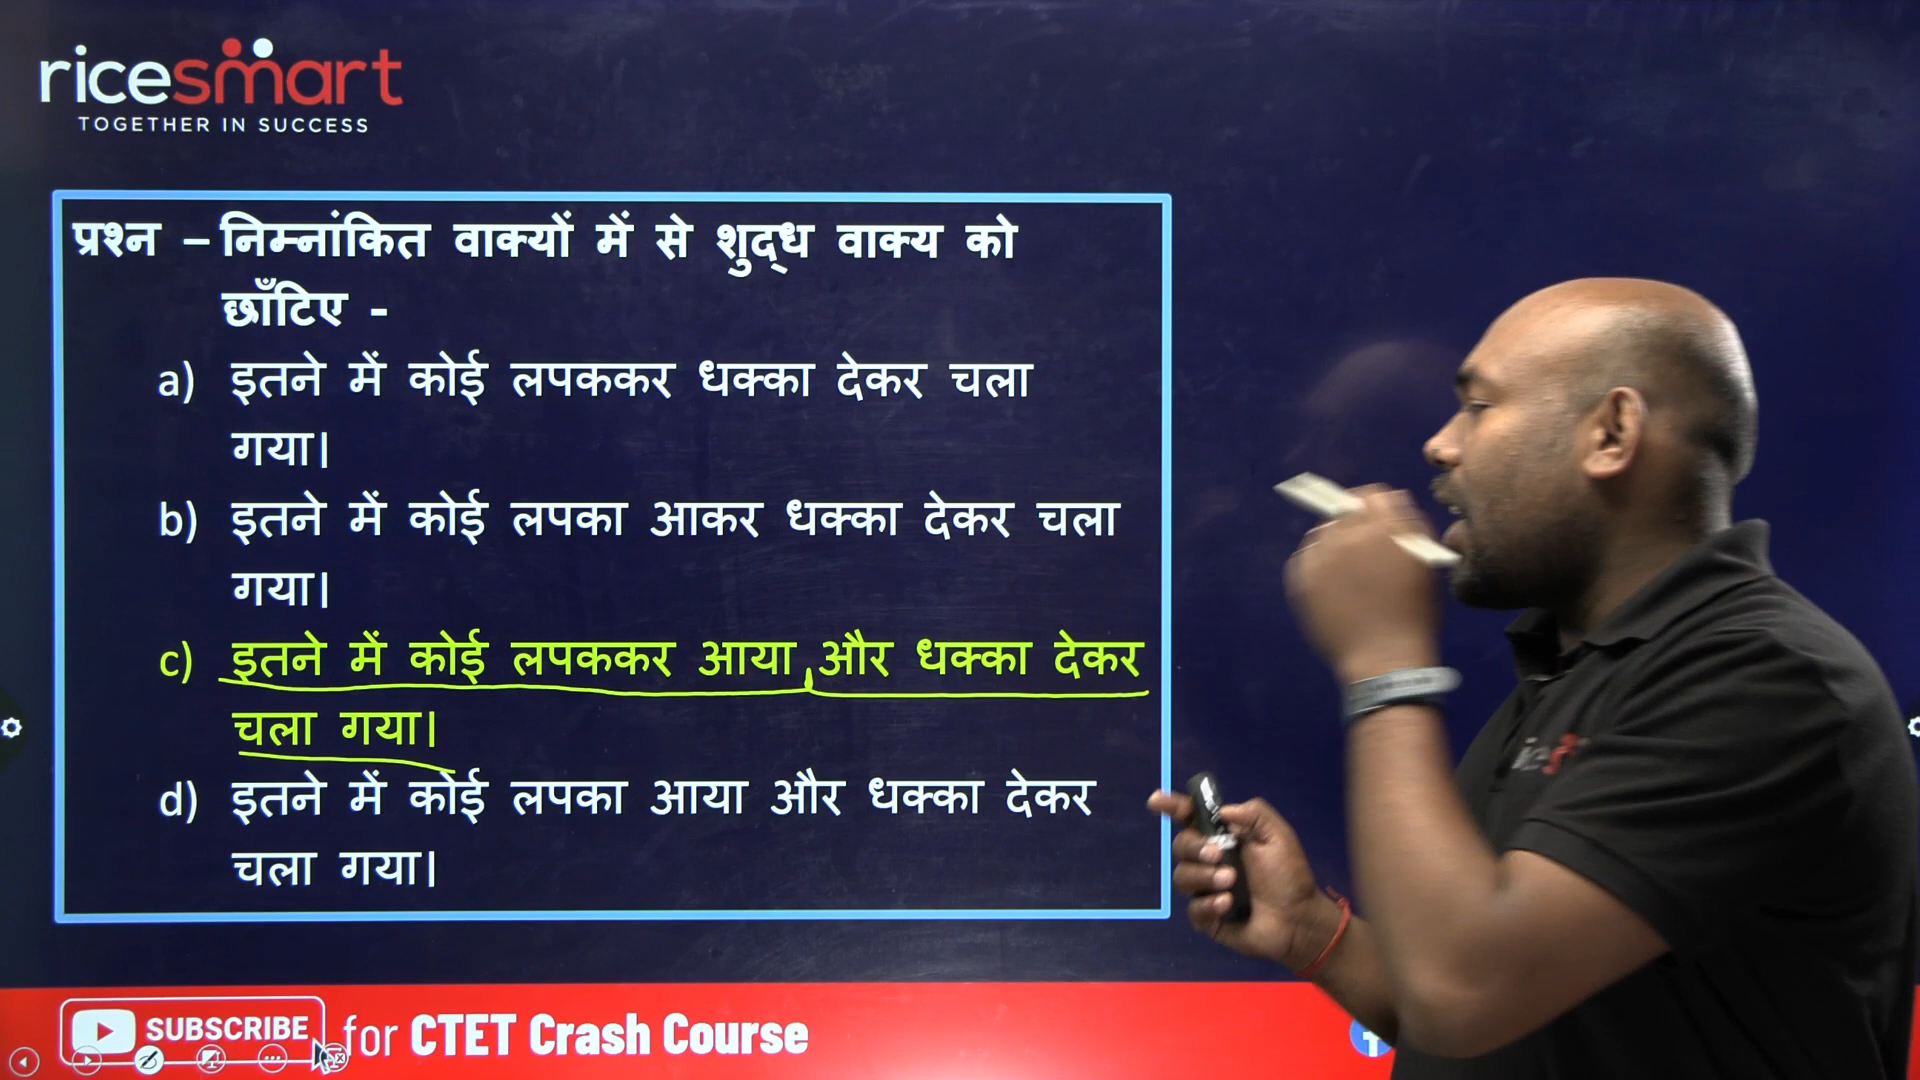 ricesmart
TOGETHER IN SUCCESS
प्रश्न – निम्नांकित वाक्यों में से शुद्ध वाक्य को
छाँटिए -
a) इतने में कोई लपककर धक्का देकर चला
गया।
b) इतने में कोई लपका आकर धक्का देकर चला
गया।
c) इतने में कोई लपककर आया, और धक्का देकर
चला गया।
d) इतने में कोई लपका आया और धक्का देकर
चला गया।
SUBSCRIBE for CTET Crash Course